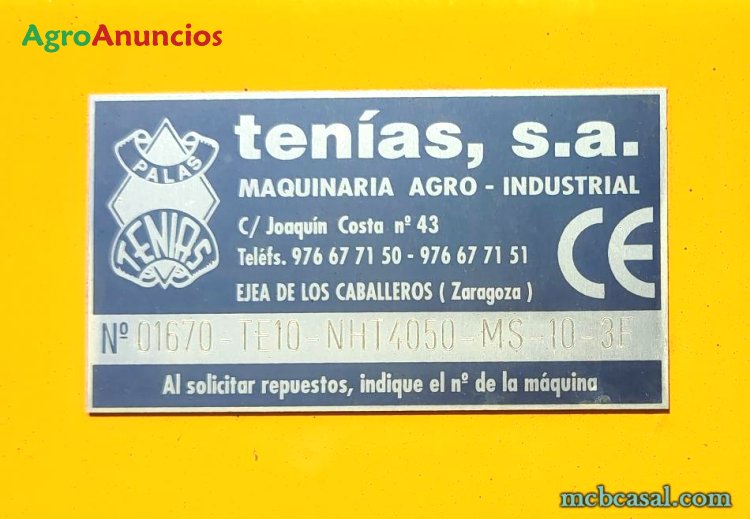 AgroAnuncios
PALAS
TENIAS
tenías, s.a.
MAQUINARIA AGRO - INDUSTRIAL
C/ Joaquín Costa nº 43
Teléfs. 976 67 71 50 - 976 67 71 51
EJEA DE LOS CABALLEROS ( Zaragoza )
CE
Nº 01670-TE10-NHT4050-MS-10-3F
Al solicitar repuestos, indique el nº de la máquina
mcbcasal.com